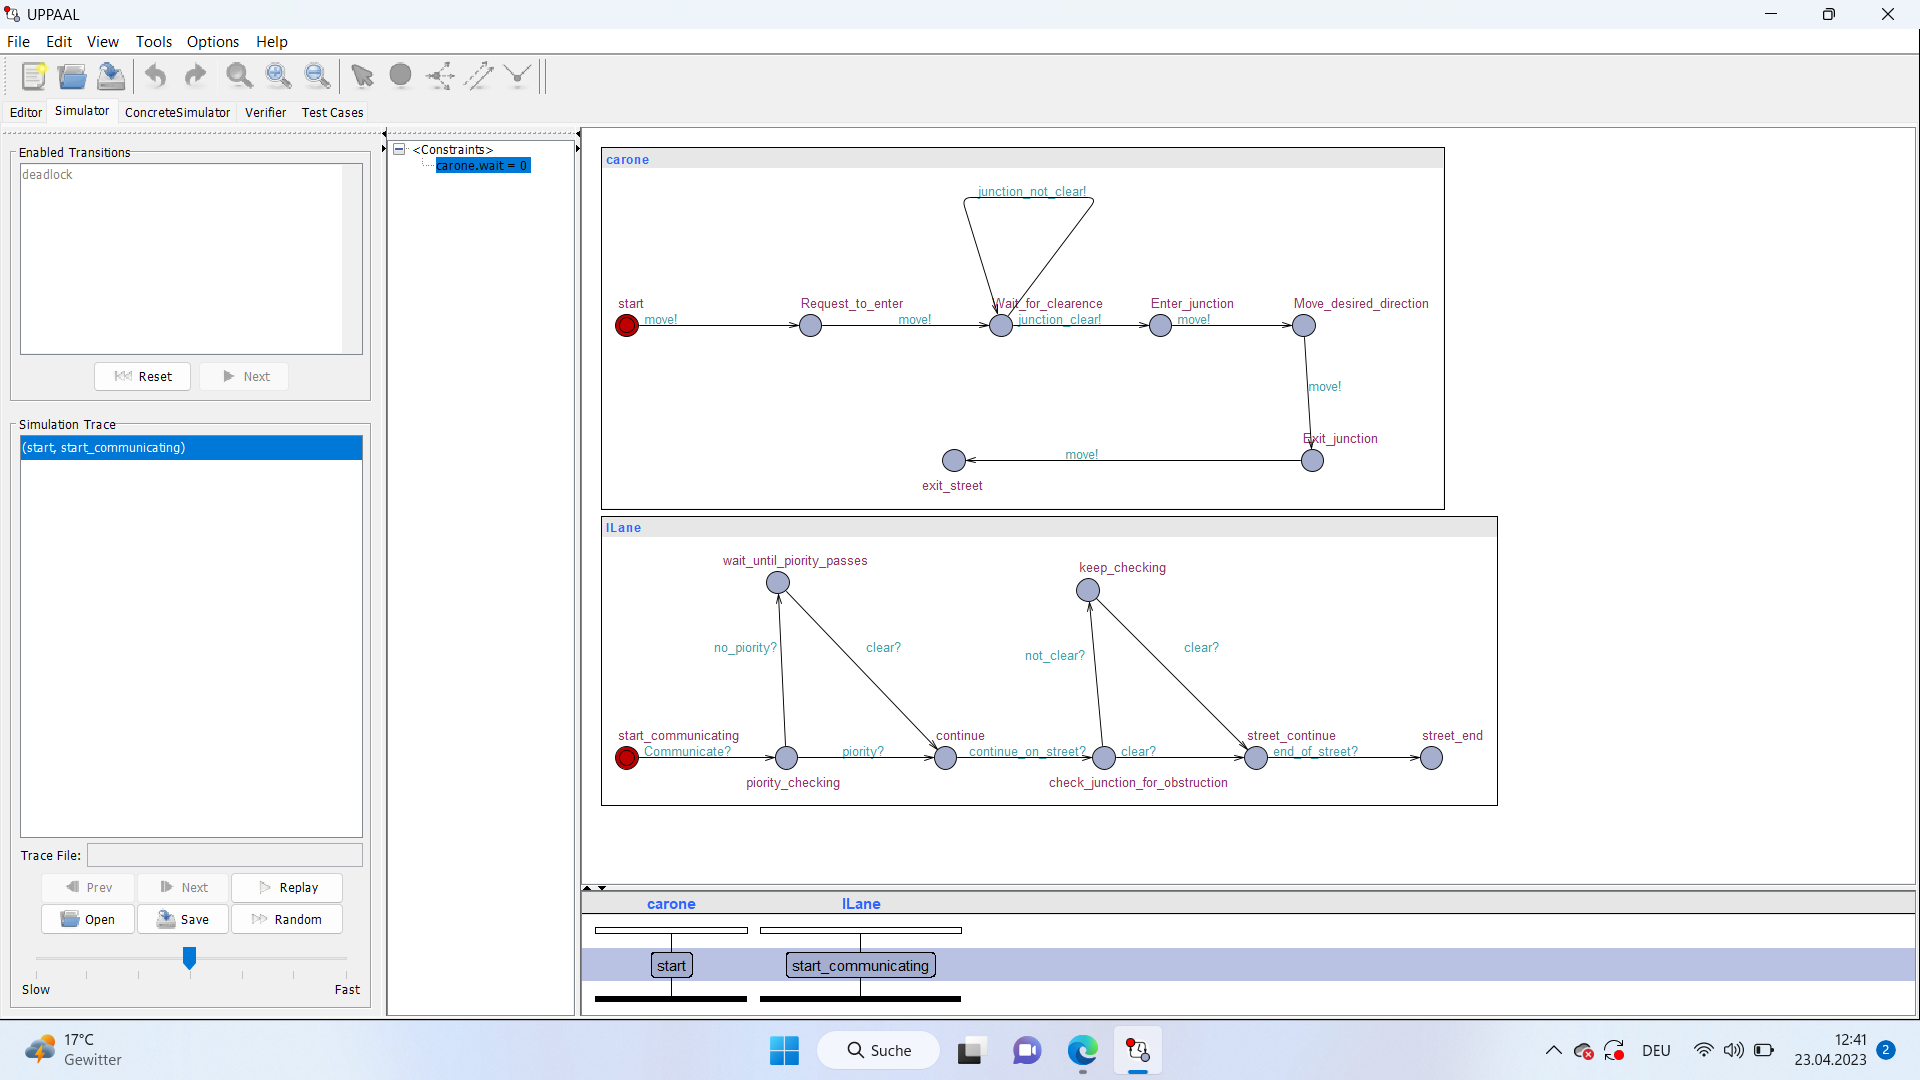 UPPAAL
File Edit View Tools Options Help
Editor Simulator ConcreteSimulator Verifier Test Cases
Enabled Transitions
deadlock
Reset Next
Simulation Trace
(start, start_communicating)
Trace File:
Prev Next Replay
Open Save Random
Slow Fast
<Constraints>
carone.wait = 0
carone
junction_not_clear!
start Request_to_enter Wait_for_clearence Enter_junction Move_desired_direction
move! move! junction_clear! move!
move!
Exit_junction
move!
exit_street
lLane
wait_until_piority_passes keep_checking
no_piority? clear? not_clear? clear?
start_communicating continue street_continue street_end
Communicate? piority? continue_on_street? clear? end_of_street?
piority_checking check_junction_for_obstruction
carone lLane
start start_communicating
17°C
Gewitter
Suche
DEU
12:41
23.04.2023
2